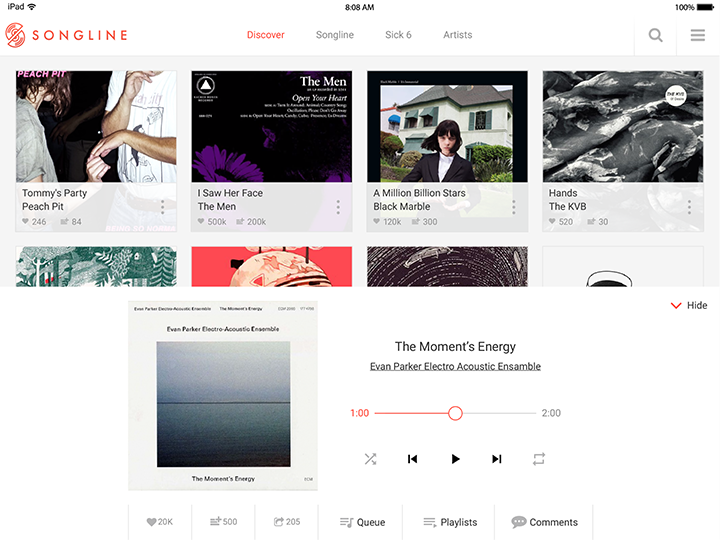 iPad
8:08 AM
100%
SONGLINE
Discover
Songline
Sick 6
Artists
PEACH PIT
Tommy's Party
Peach Pit
246
84
The Men
Open Your Heart
I Saw Her Face
The Men
500k
200k
A Million Billion Stars
Black Marble
120k
300
THE KVB
Hands
The KVB
520
30
Hide
Evan Parker Electro-Acoustic Ensemble
The Moment's Energy
Evan Parker Electro-Acoustic Ensemble
The Moment's Energy
ECM
The Moment's Energy
Evan Parker Electro Acoustic Ensamble
1:00
2:00
20K
500
205
Queue
Playlists
Comments